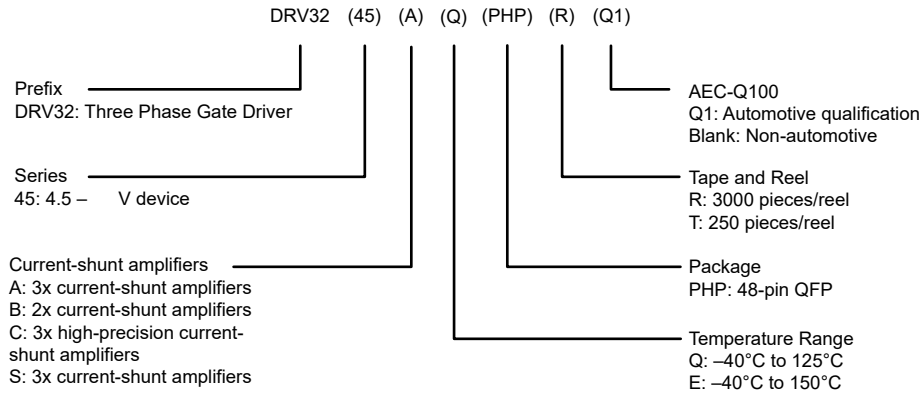 DRV32 (45) (A) (Q) (PHP) (R) (Q1)
Prefix
DRV32: Three Phase Gate Driver
Series
45: 4.5 – V device
Current-shunt amplifiers
A: 3x current-shunt amplifiers
B: 2x current-shunt amplifiers
C: 3x high-precision current-
shunt amplifiers
S: 3x current-shunt amplifiers
AEC-Q100
Q1: Automotive qualification
Blank: Non-automotive
Tape and Reel
R: 3000 pieces/reel
T: 250 pieces/reel
Package
PHP: 48-pin QFP
Temperature Range
Q: –40°C to 125°C
E: –40°C to 150°C